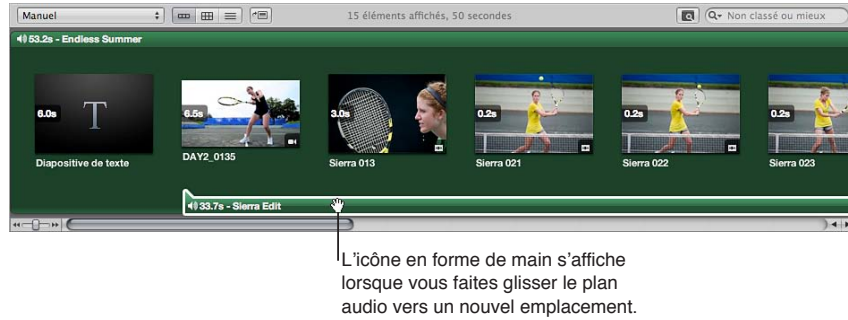 Manuel
15 éléments affichés, 50 secondes
Non classé ou mieux
53.2s - Endless Summer
6.0s
T
6.5s
3.0s
0.2s
0.2s
0.2s
Diapositive de texte
DAY2_0135
Sierra 013
Sierra 021
Sierra 022
Sierra 023
33.7s - Sierra Edit
L'icône en forme de main s'affiche
lorsque vous faites glisser le plan
audio vers un nouvel emplacement.